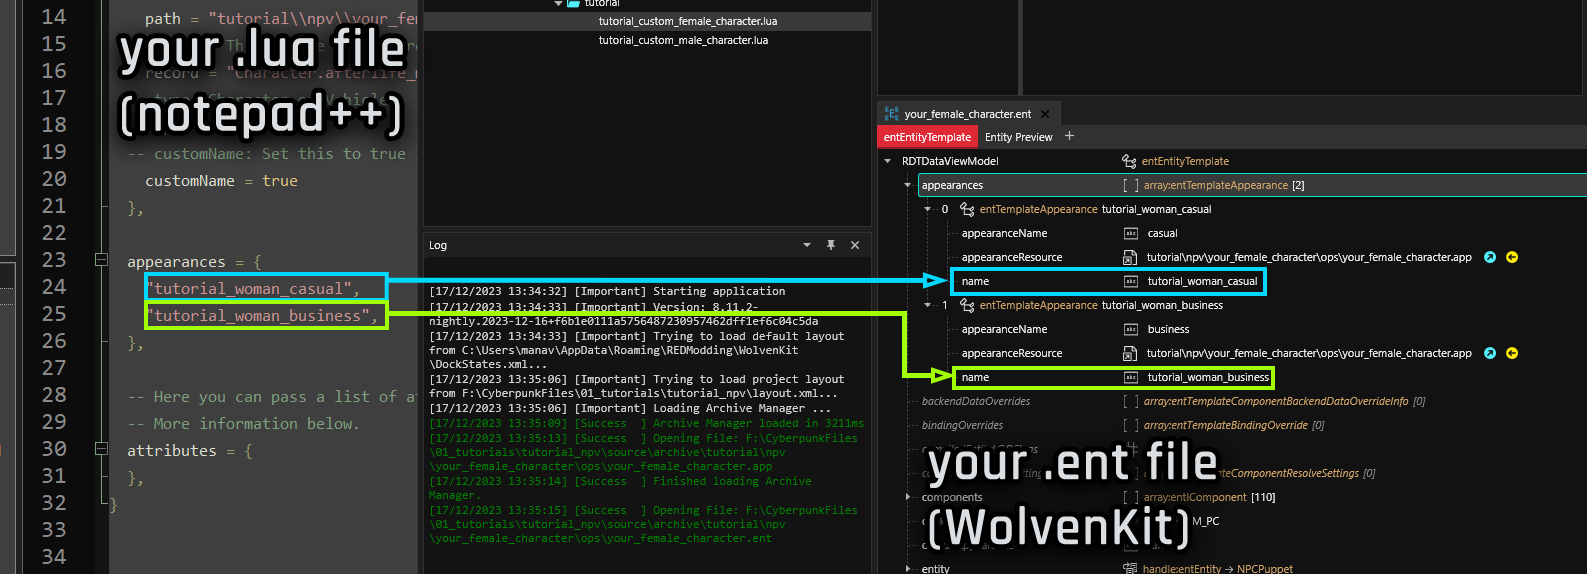 14 path = "tutorial\\npv\\your_fe
15
16 record = "Character.afterlife_
17
18
19 -- customName: Set this to true
20 customName = true
21 },
22
23 appearances = {
24 "tutorial_woman_casual",
25 "tutorial_woman_business",
26 },
27
28 -- Here you can pass a list of a
29 -- More information below.
30 attributes = {
31 },
32 }
33
34
your .lua file
(notepad++)
tutorial
tutorial_custom_female_character.lua
tutorial_custom_male_character.lua
Log
[17/12/2023 13:34:32] [Important] Starting application
[17/12/2023 13:34:33] [Important] Version: 8.11.2-
nightly.2023-12-16+f6b1e0111a5756487230957462dff1ef6c04c5da
[17/12/2023 13:34:33] [Important] Trying to load default layout
from C:\Users\manav\AppData\Roaming\REDModding\WolvenKit
\DockStates.xml...
[17/12/2023 13:35:06] [Important] Trying to load project layout
from F:\CyberpunkFiles\01_tutorials\tutorial_npv\layout.xml...
[17/12/2023 13:35:06] [Important] Loading Archive Manager ...
[17/12/2023 13:35:09] [Success  ] Archive Manager loaded in 3211ms
[17/12/2023 13:35:13] [Success  ] Opening File: F:\CyberpunkFiles
\01_tutorials\tutorial_npv\source\archive\tutorial\npv
\your_female_character\ops\your_female_character.app
[17/12/2023 13:35:14] [Success  ] Finished loading Archive
Manager.
[17/12/2023 13:35:15] [Success  ] Opening File: F:\CyberpunkFiles
\01_tutorials\tutorial_npv\source\archive\tutorial\npv
\your_female_character\ops\your_female_character.ent
your_female_character.ent
entEntityTemplate Entity Preview +
RDTDataViewModel entEntityTemplate
appearances [ ] array:entTemplateAppearance [2]
0 entTemplateAppearance tutorial_woman_casual
appearanceName abc casual
appearanceResource tutorial\npv\your_female_character\ops\your_female_character.app
name abc tutorial_woman_casual
1 entTemplateAppearance tutorial_woman_business
appearanceName abc business
appearanceResource tutorial\npv\your_female_character\ops\your_female_character.app
name abc tutorial_woman_business
backendDataOverrides [ ] array:entTemplateComponentBackendDataOverrideInfo [0]
bindingOverrides [ ] array:entTemplateBindingOverride [0]
plateComponentResolveSettings [0]
components [ ] array:entIComponent [110]
M_PC
entity handle:entEntity → NPCPuppet
your .ent file
(WolvenKit)